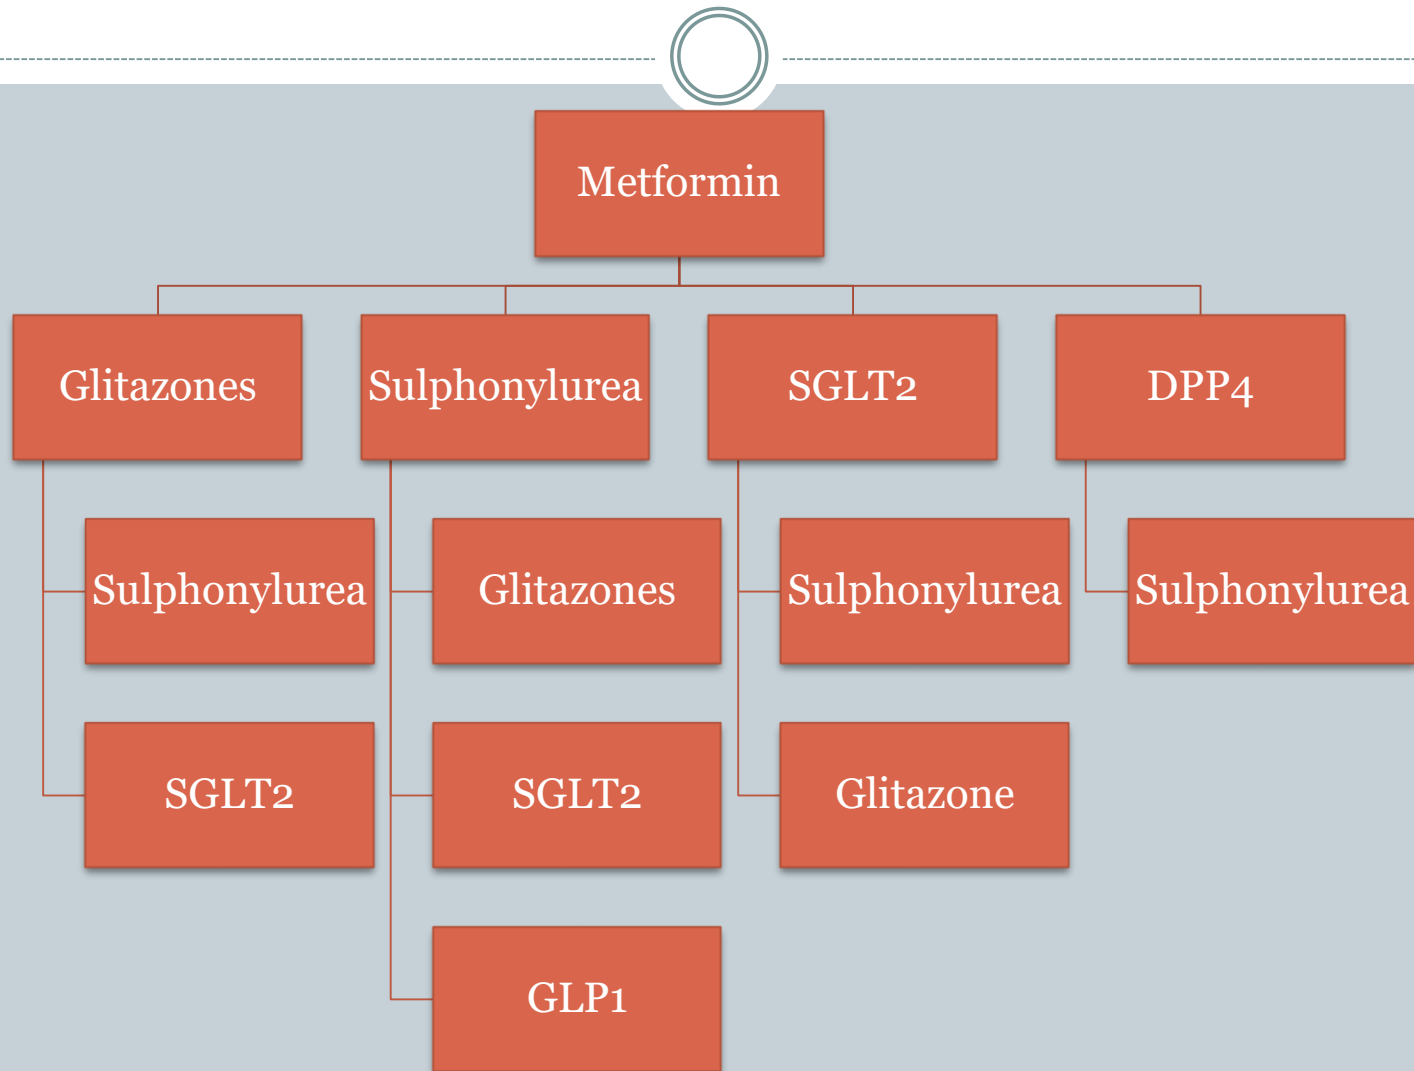 Metformin
Glitazones
Sulphonylurea
SGLT2
DPP4
Sulphonylurea
Glitazones
Sulphonylurea
Sulphonylurea
SGLT2
SGLT2
Glitazone
GLP1